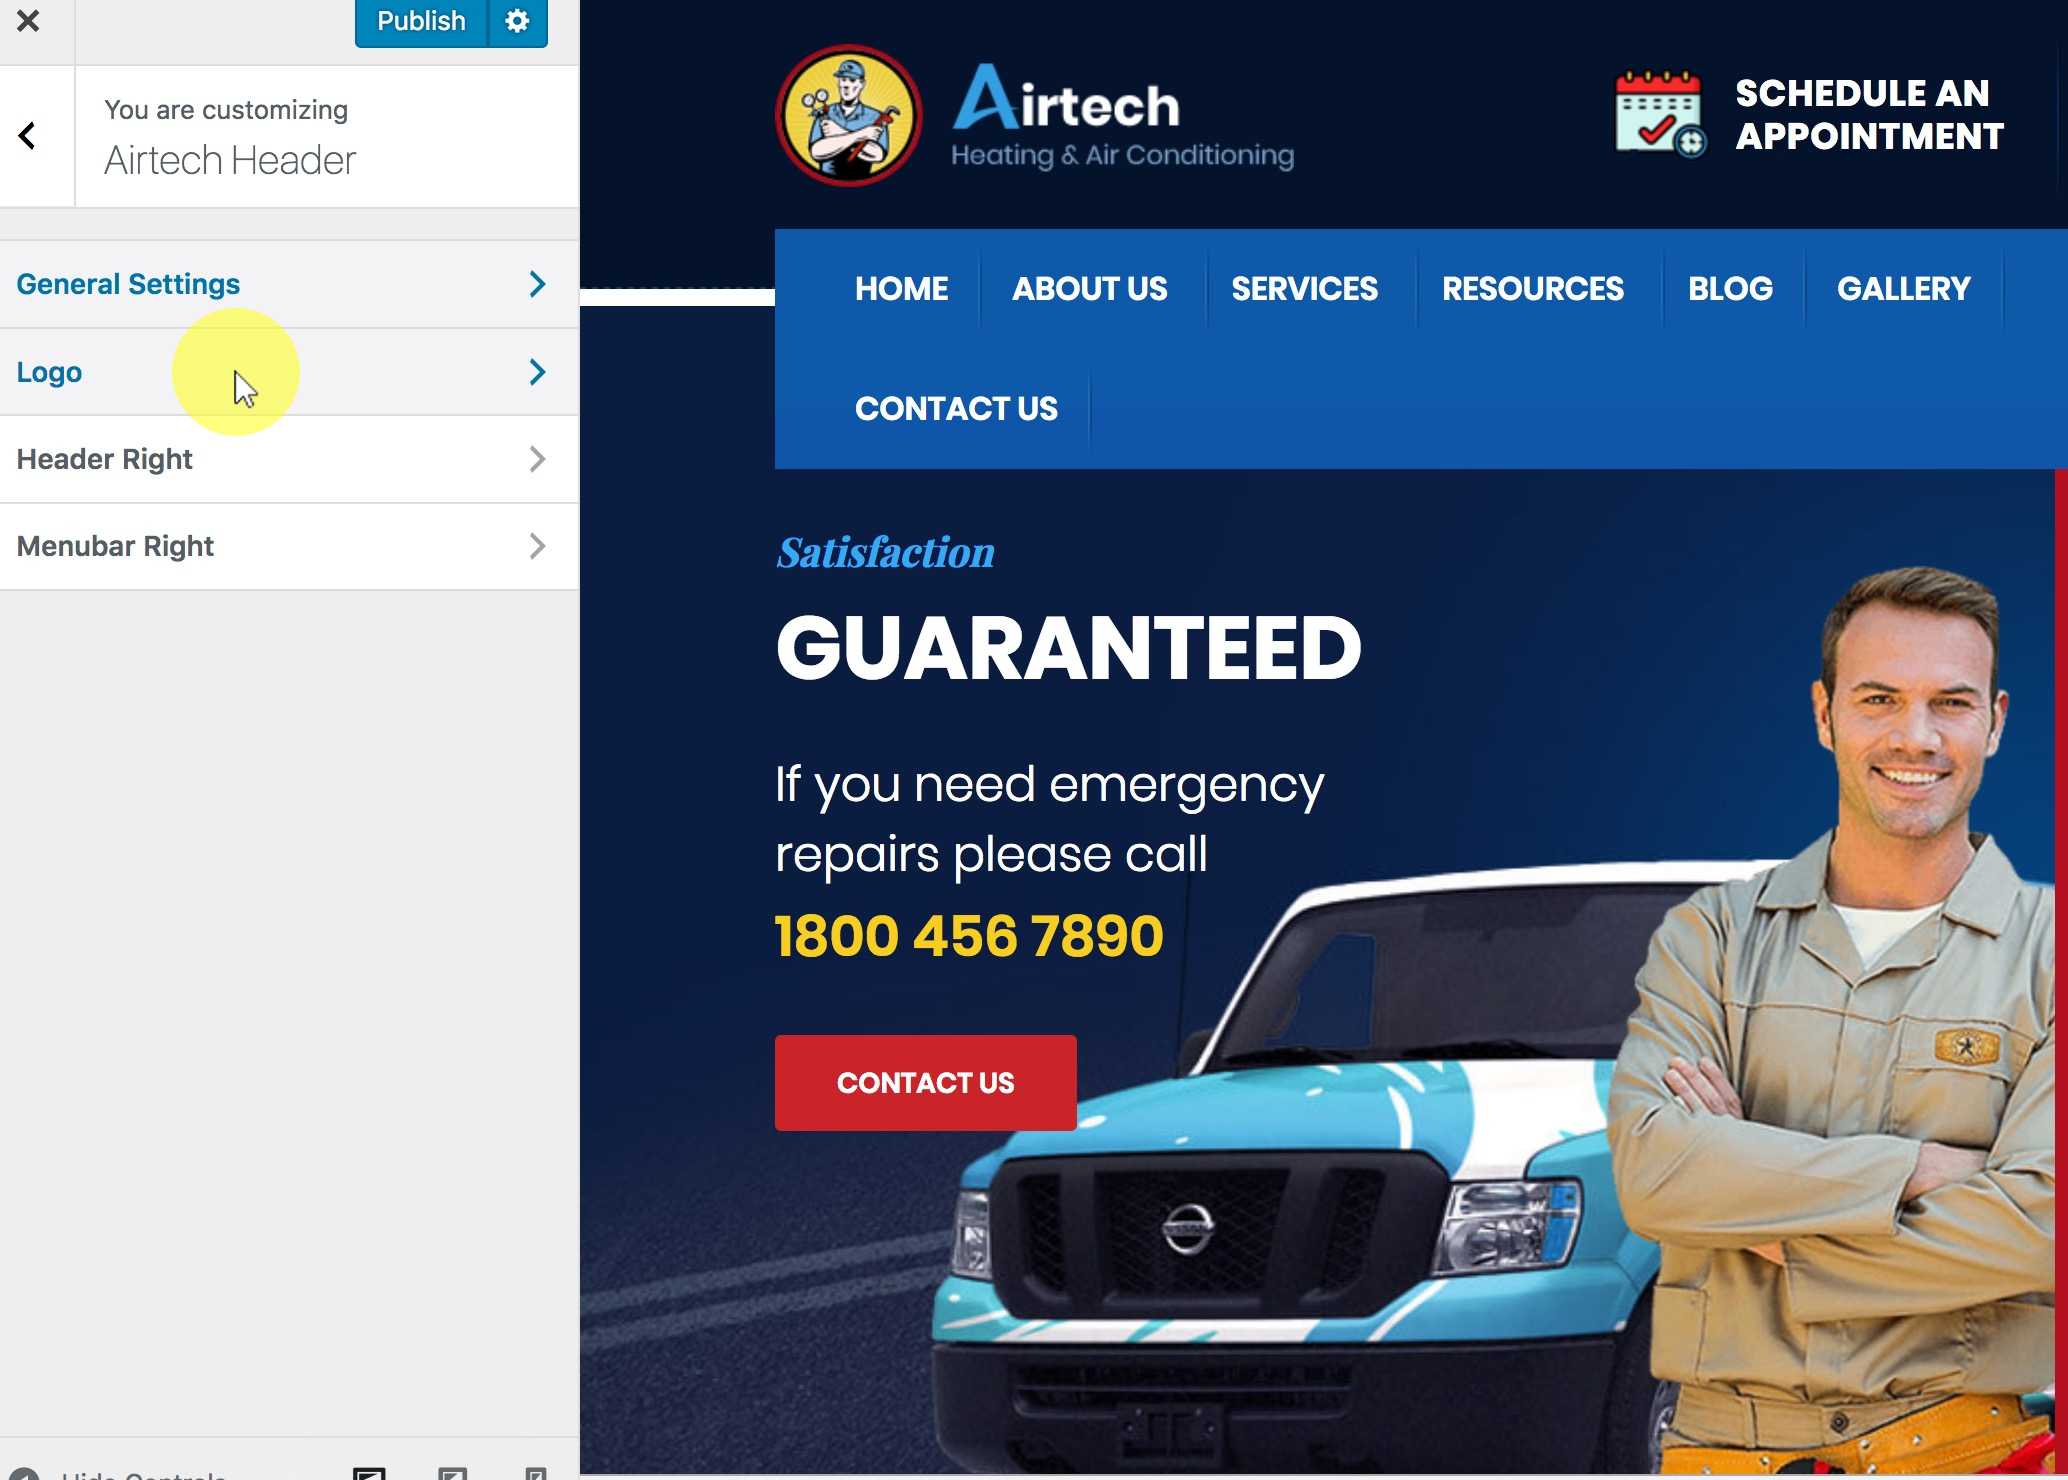 Publish
You are customizing
Airtech Header
General Settings
Logo
Header Right
Menubar Right
Hide Controls
Airtech
Heating & Air Conditioning
SCHEDULE AN
APPOINTMENT
HOME ABOUT US SERVICES RESOURCES BLOG GALLERY
CONTACT US
Satisfaction
GUARANTEED
If you need emergency
repairs please call
1800 456 7890
CONTACT US